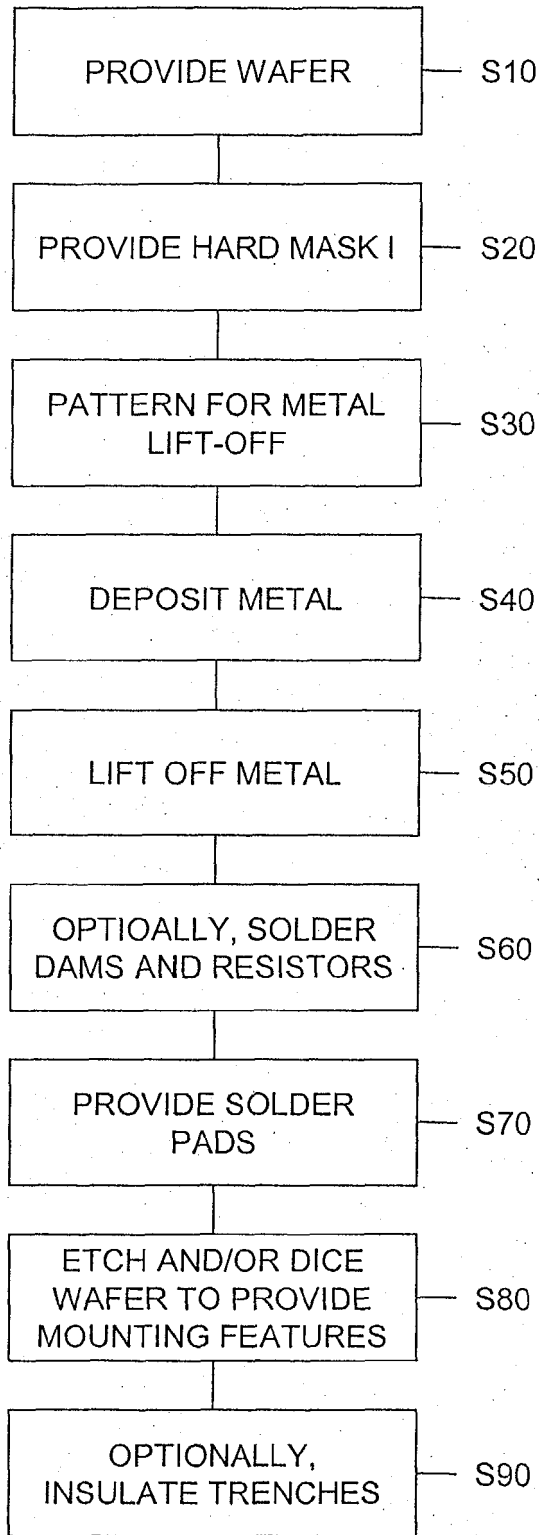 PROVIDE WAFER
S10
PROVIDE HARD MASK I
S20
PATTERN FOR METAL
LIFT-OFF
S30
DEPOSIT METAL
S40
LIFT OFF METAL
S50
OPTIOALLY, SOLDER
DAMS AND RESISTORS
S60
PROVIDE SOLDER
PADS
S70
ETCH AND/OR DICE
WAFER TO PROVIDE
MOUNTING FEATURES
S80
OPTIONALLY,
INSULATE TRENCHES
S90